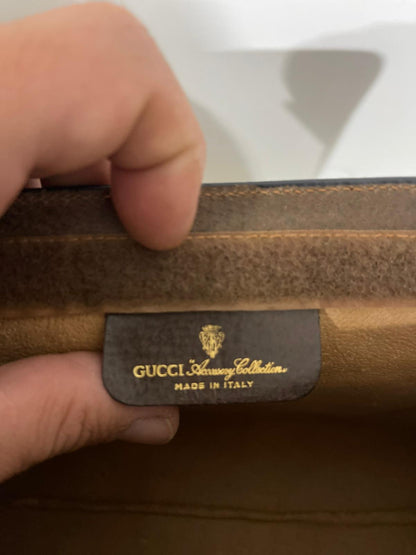 GUCCI "Accessory Collection"
MADE IN ITALY